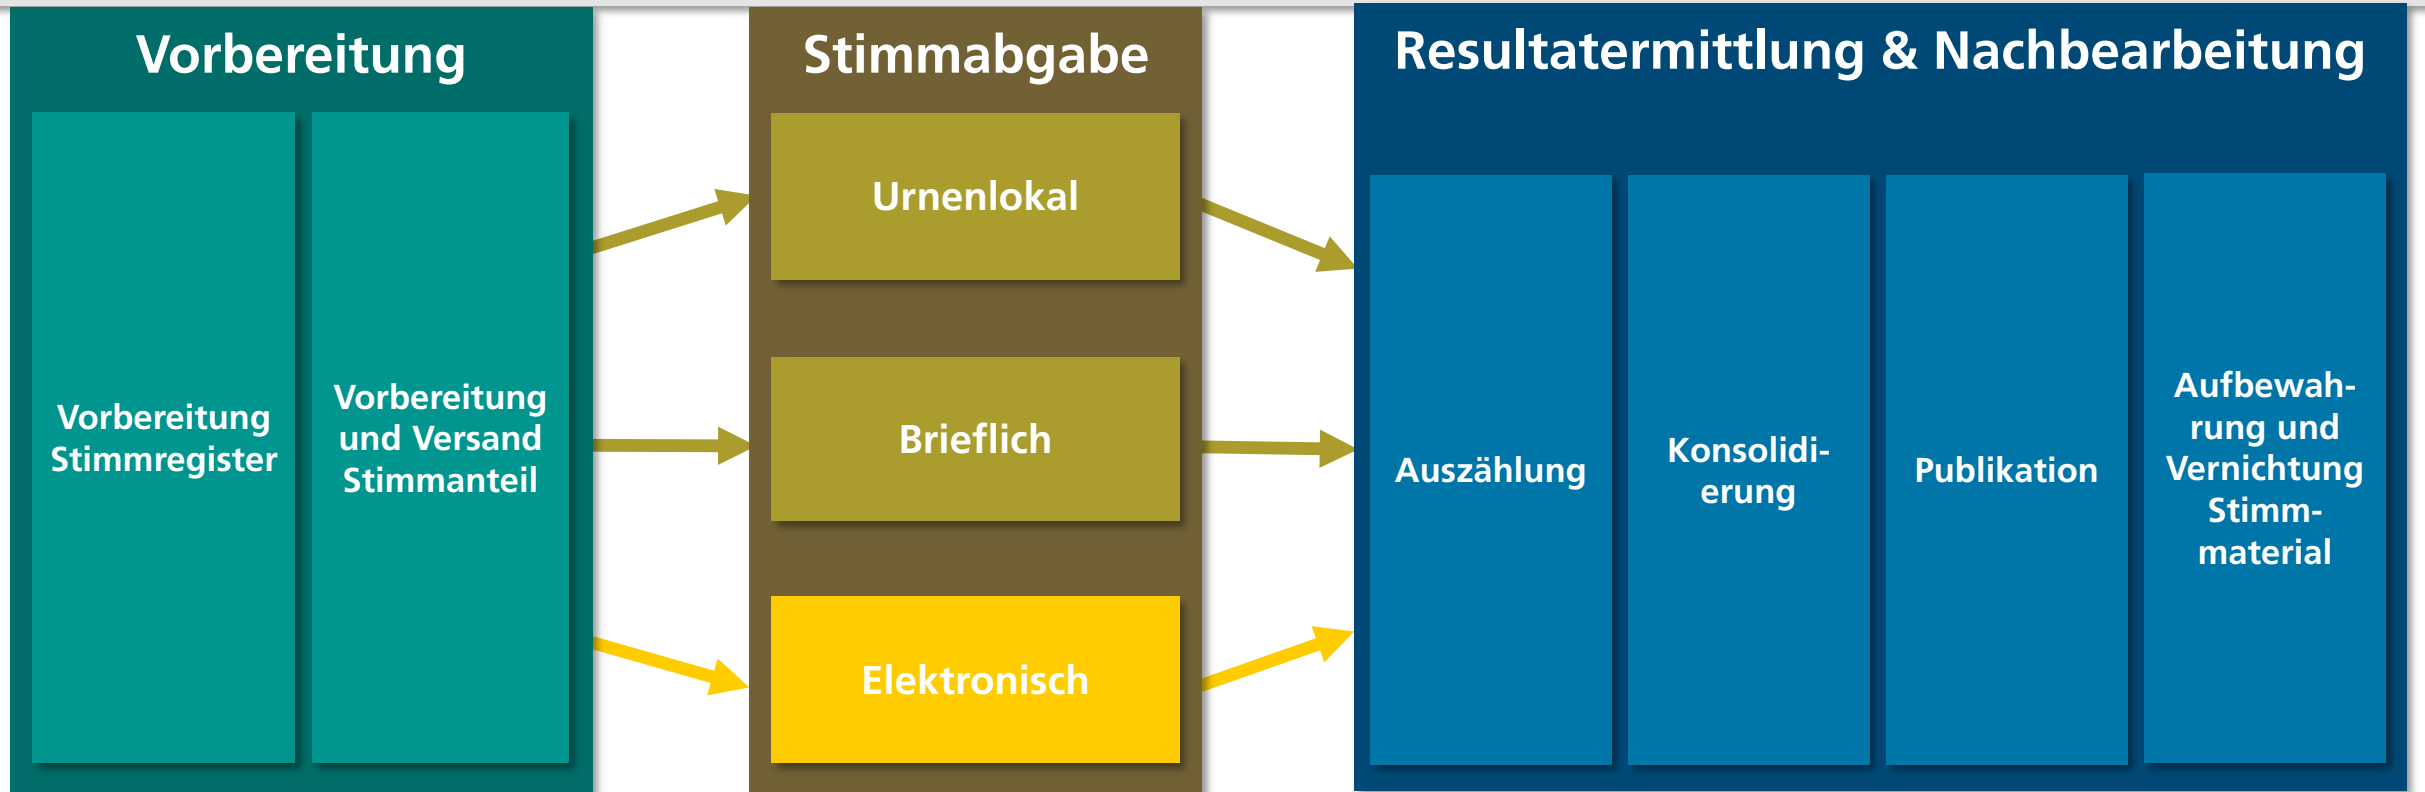 Vorbereitung
Vorbereitung
Stimmregister
Vorbereitung
und Versand
Stimmanteil
Stimmabgabe
Urnenlokal
Brieflich
Elektronisch
Resultatermittlung & Nachbearbeitung
Auszählung
Konsolidi-
erung
Publikation
Aufbewah-
rung und
Vernichtung
Stimm-
material